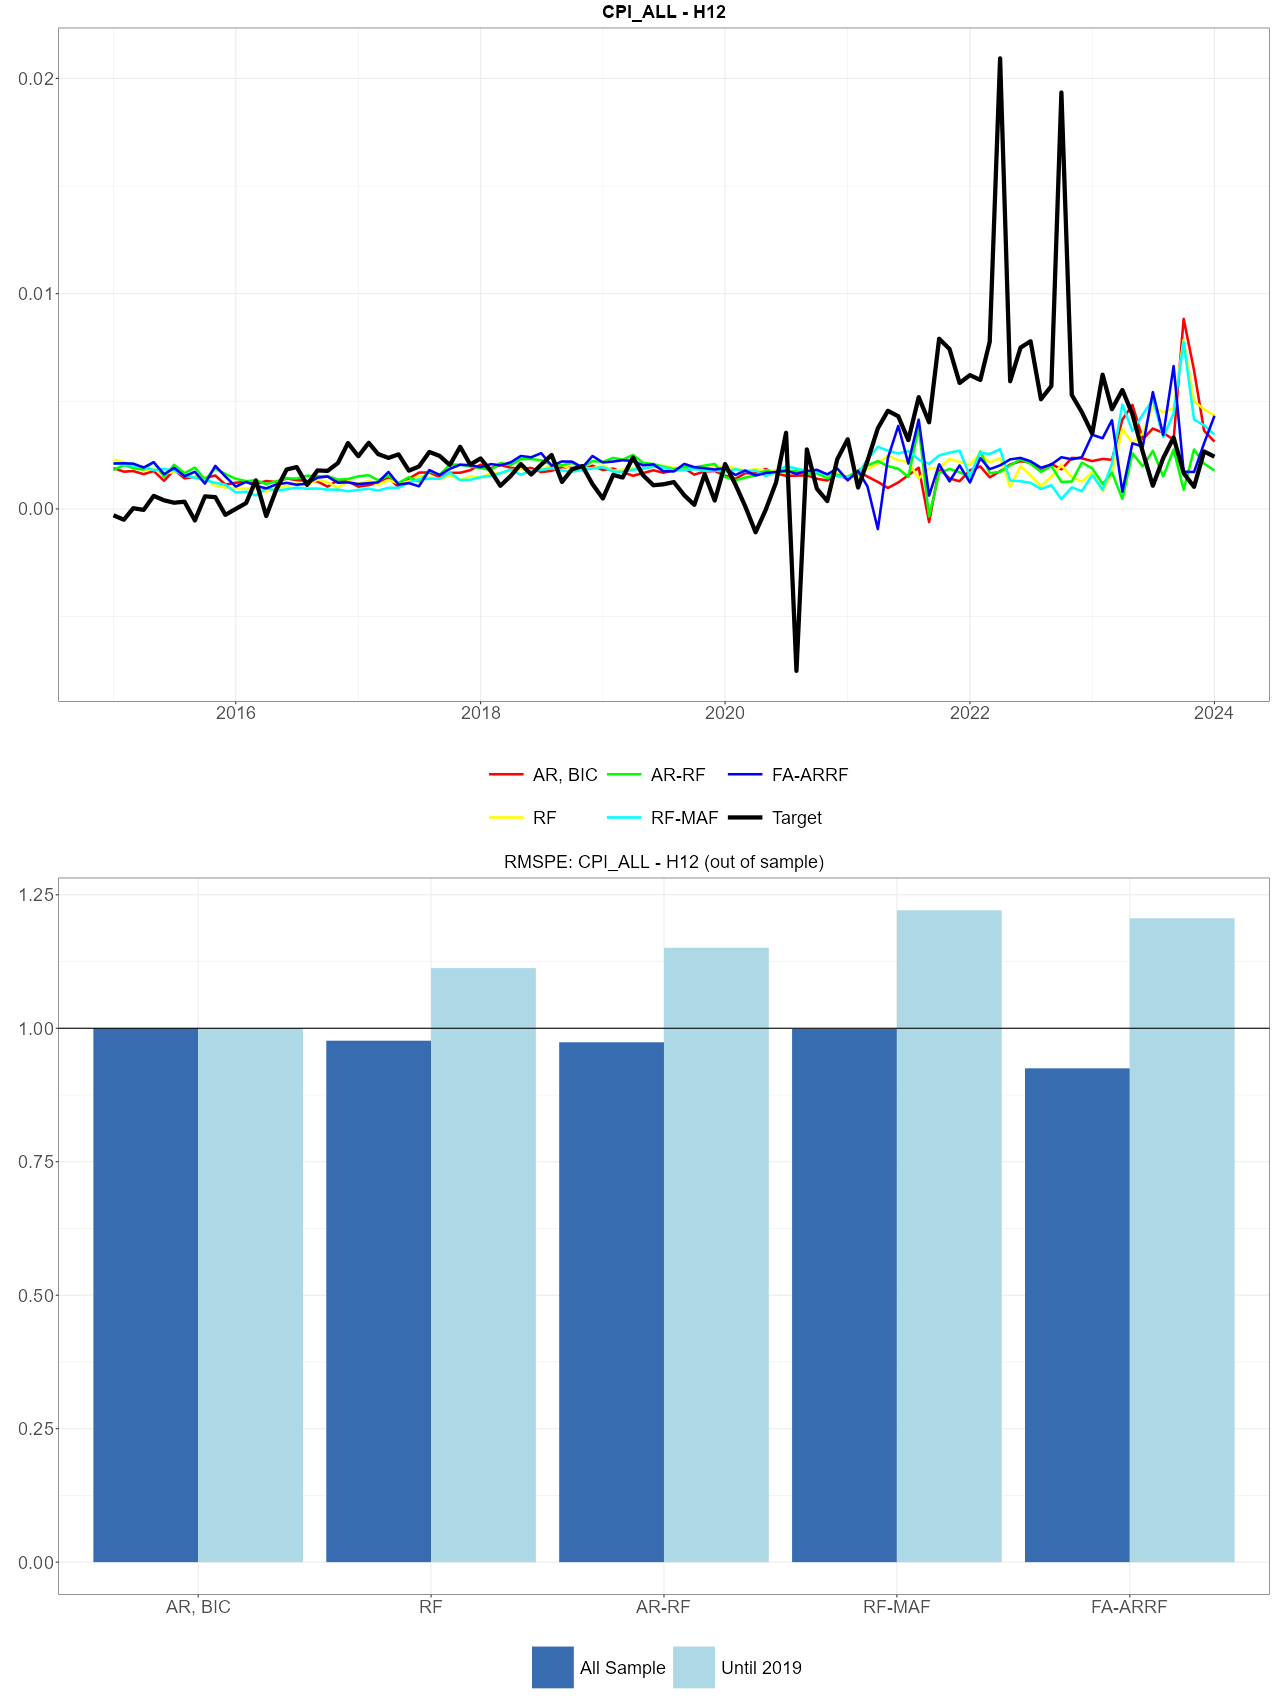 CPI_ALL - H12
0.02
0.01
0.00
2016 2018 2020 2022 2024
AR, BIC AR-RF FA-ARRF
RF RF-MAF Target
RMSPE: CPI_ALL - H12 (out of sample)
1.25
1.00
0.75
0.50
0.25
0.00
AR, BIC RF AR-RF RF-MAF FA-ARRF
All Sample Until 2019